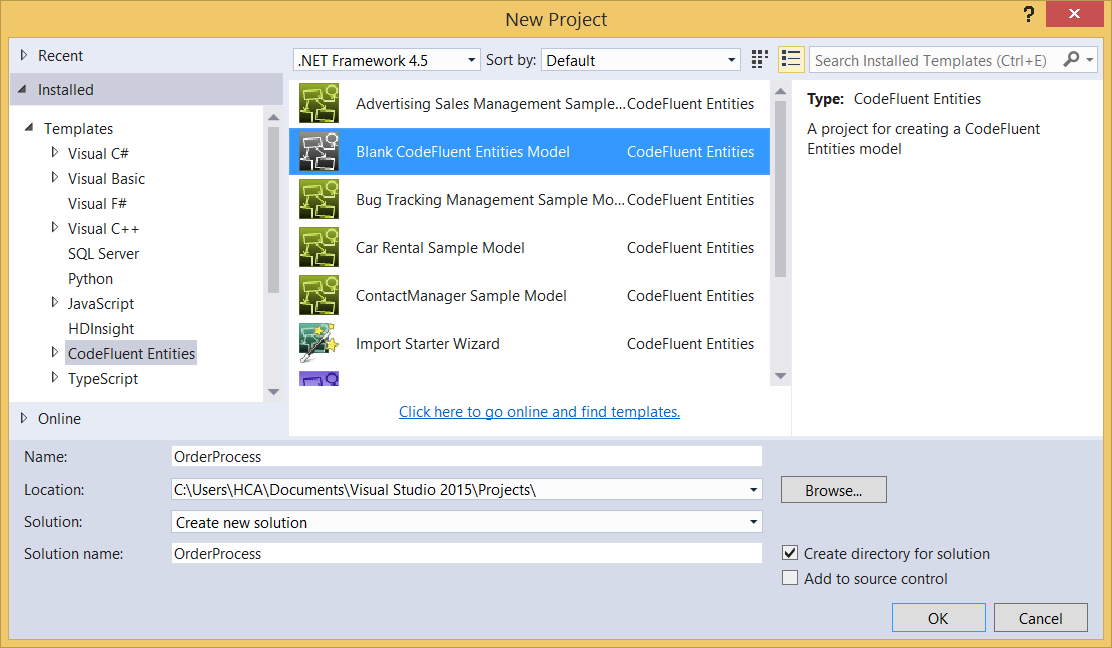 New Project
?
Recent
Installed
Templates
Visual C#
Visual Basic
Visual F#
Visual C++
SQL Server
Python
JavaScript
HDInsight
CodeFluent Entities
TypeScript
Online
.NET Framework 4.5 Sort by: Default
Search Installed Templates (Ctrl+E)
Advertising Sales Management Sample... CodeFluent Entities
Blank CodeFluent Entities Model CodeFluent Entities
Bug Tracking Management Sample Mo... CodeFluent Entities
Car Rental Sample Model CodeFluent Entities
ContactManager Sample Model CodeFluent Entities
Import Starter Wizard CodeFluent Entities
Click here to go online and find templates.
Type: CodeFluent Entities
A project for creating a CodeFluent
Entities model
Name: OrderProcess
Location: C:\Users\HCA\Documents\Visual Studio 2015\Projects\ Browse...
Solution: Create new solution
Solution name: OrderProcess
Create directory for solution
Add to source control
OK Cancel